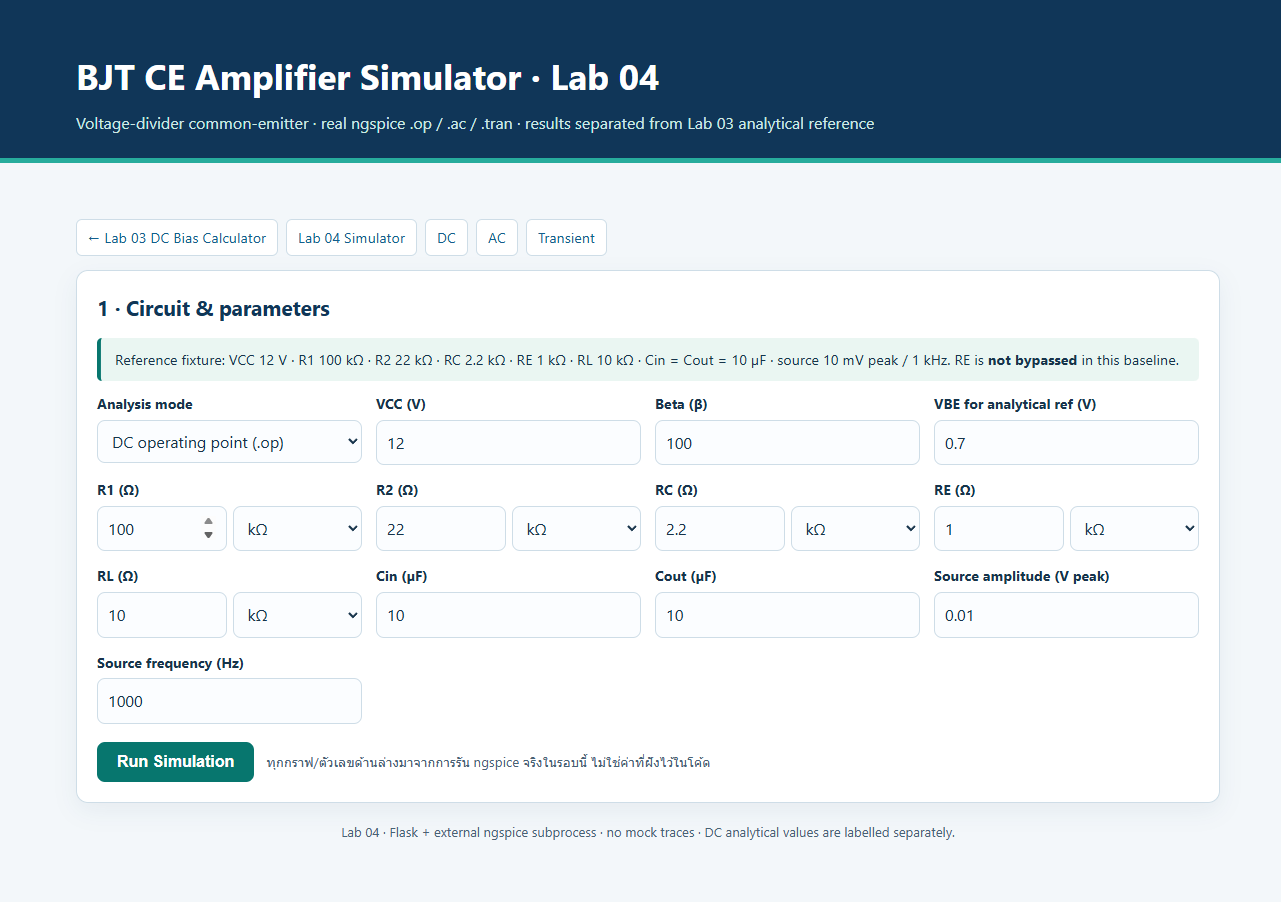 BJT CE Amplifier Simulator · Lab 04
Voltage-divider common-emitter · real ngspice .op / .ac / .tran · results separated from Lab 03 analytical reference
← Lab 03 DC Bias Calculator Lab 04 Simulator DC AC Transient
1 · Circuit & parameters
Reference fixture: VCC 12 V · R1 100 kΩ · R2 22 kΩ · RC 2.2 kΩ · RE 1 kΩ · RL 10 kΩ · Cin = Cout = 10 µF · source 10 mV peak / 1 kHz. RE is not bypassed in this baseline.
Analysis mode VCC (V) Beta (β) VBE for analytical ref (V)
DC operating point (.op) 12 100 0.7
R1 (Ω) R2 (Ω) RC (Ω) RE (Ω)
100 kΩ 22 kΩ 2.2 kΩ 1 kΩ
RL (Ω) Cin (µF) Cout (µF) Source amplitude (V peak)
10 kΩ 10 10 0.01
Source frequency (Hz)
1000
Run Simulation ทุกกราฟ/ตัวเลขด้านล่างมาจากการรัน ngspice จริงในรอบนี้ ไม่ใช่ค่าที่ฝังไว้ในโค้ด
Lab 04 · Flask + external ngspice subprocess · no mock traces · DC analytical values are labelled separately.